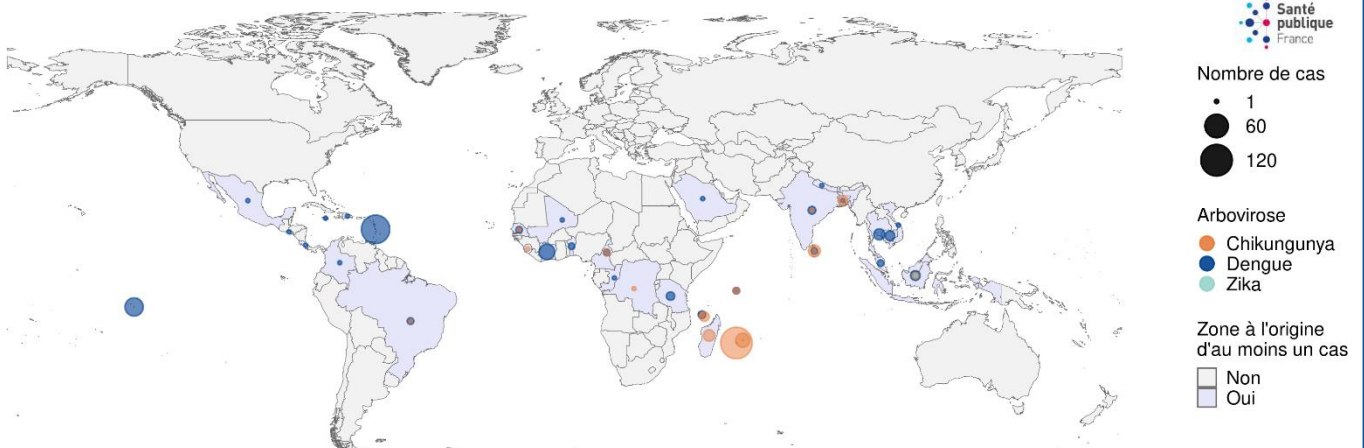 Santé
publique
France
Nombre de cas
1
60
120
Arbovirose
Chikungunya
Dengue
Zika
Zone à l'origine
d'au moins un cas
Non
Oui